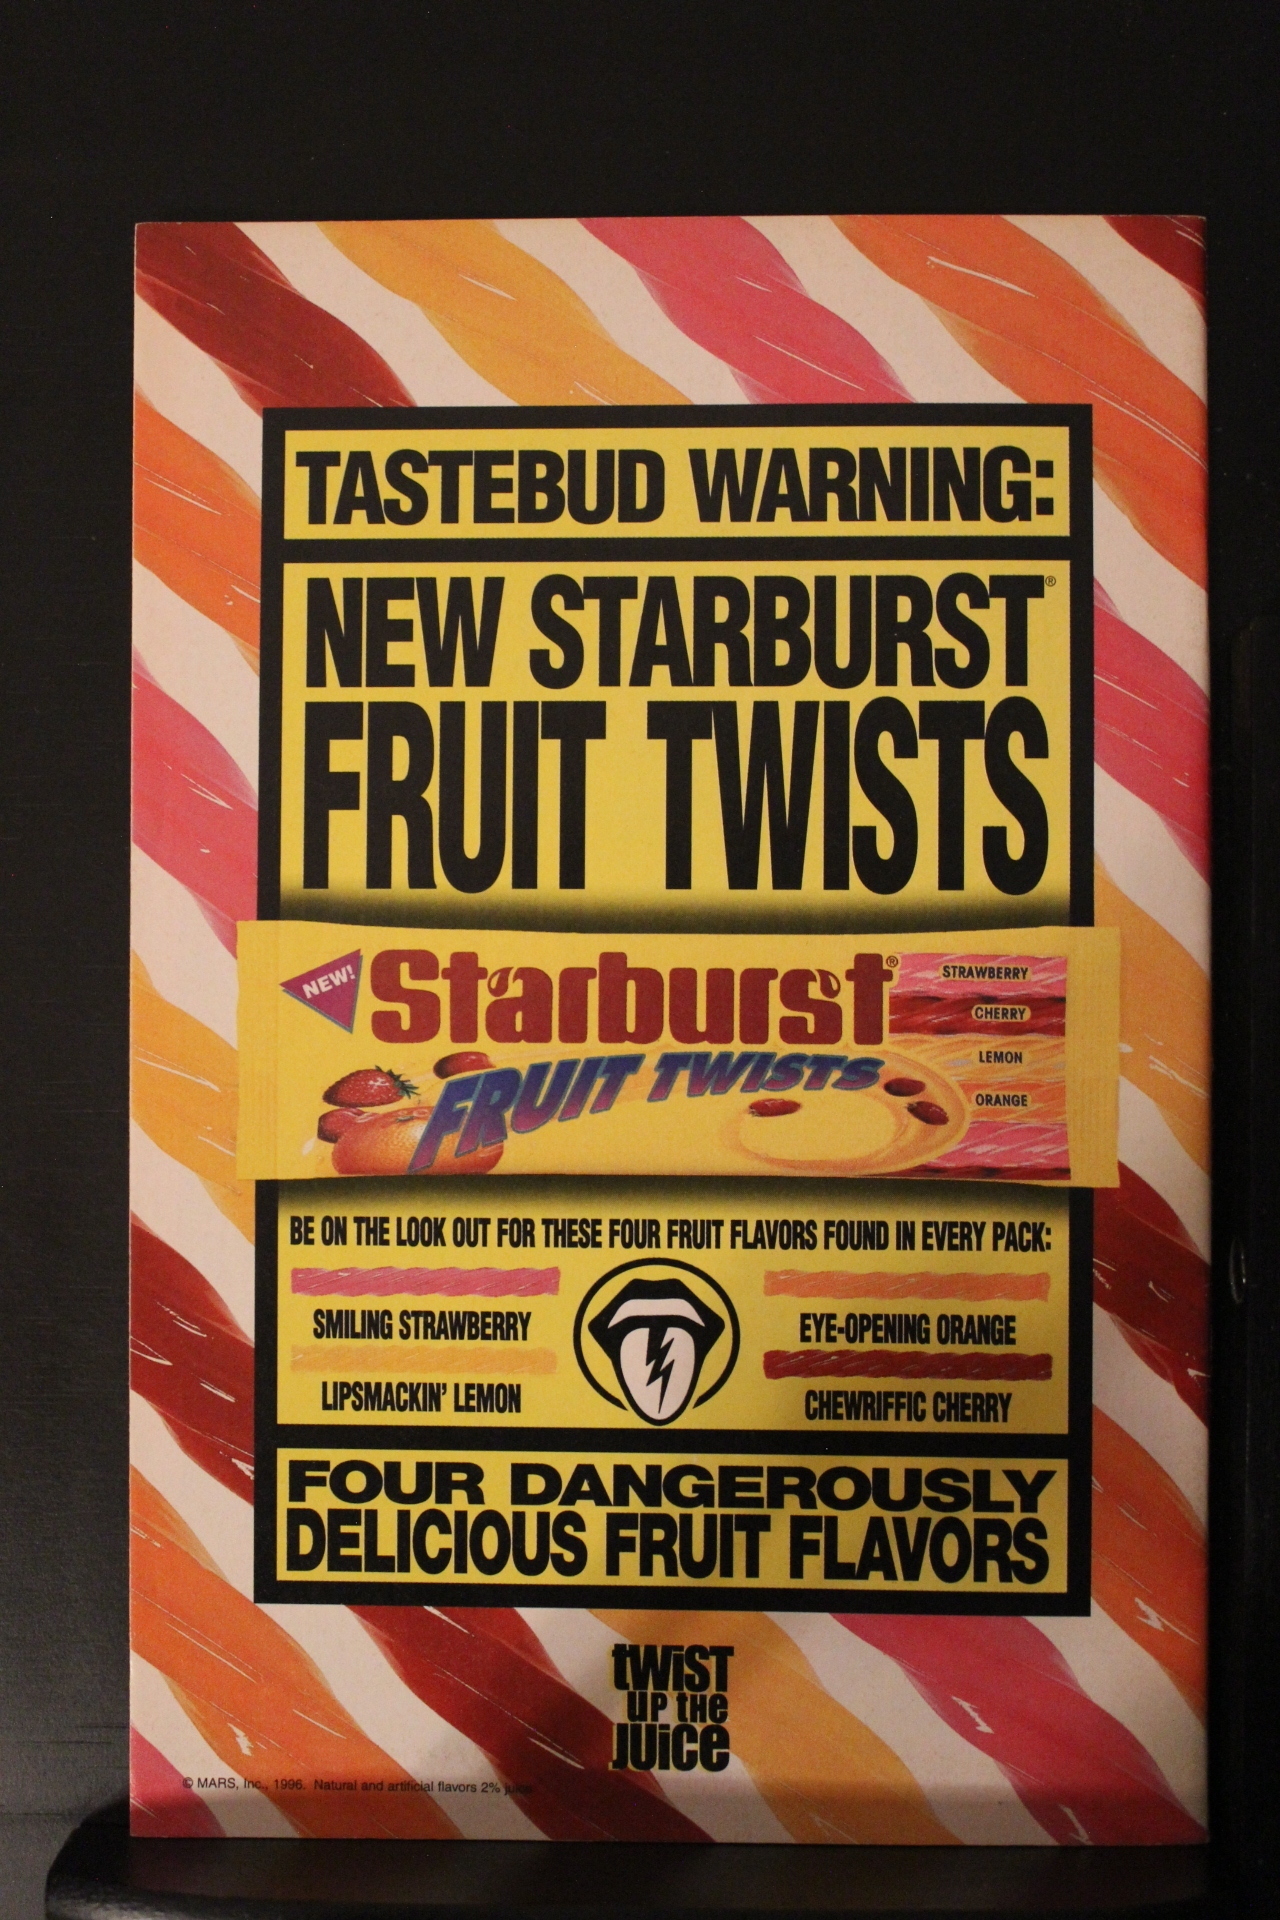 TASTEBUD WARNING:
NEW STARBURST®
FRUIT TWISTS
NEW!
Starburst®
FRUIT TWISTS
STRAWBERRY
CHERRY
LEMON
ORANGE
BE ON THE LOOK OUT FOR THESE FOUR FRUIT FLAVORS FOUND IN EVERY PACK:
SMILING STRAWBERRY
LIPSMACKIN' LEMON
EYE-OPENING ORANGE
CHEWRIFFIC CHERRY
FOUR DANGEROUSLY
DELICIOUS FRUIT FLAVORS
twiST
UP the
JUice
© MARS, Inc., 1996. Natural and artificial flavors 2% juice